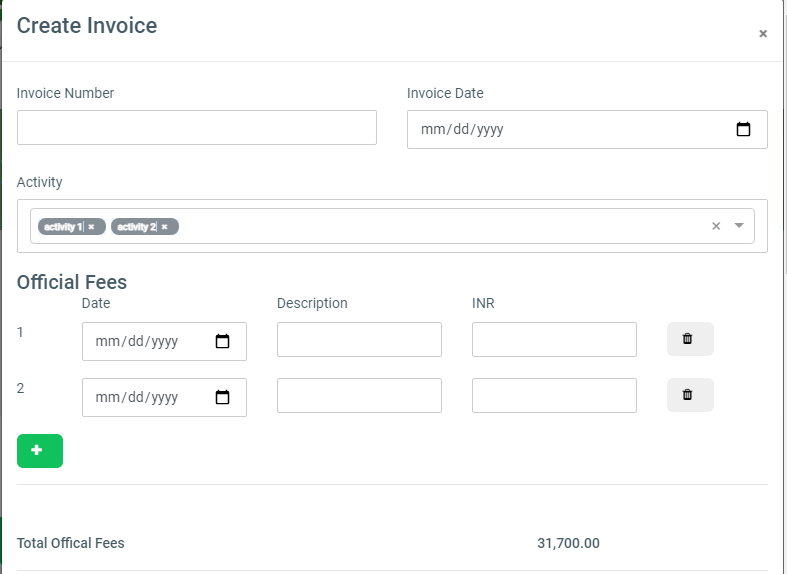 Create Invoice
×
Invoice Number Invoice Date
mm/dd/yyyy
Activity
activity 1 × activity 2 × ×
Official Fees
Date Description INR
1 mm/dd/yyyy
2 mm/dd/yyyy
+
Total Offical Fees 31,700.00